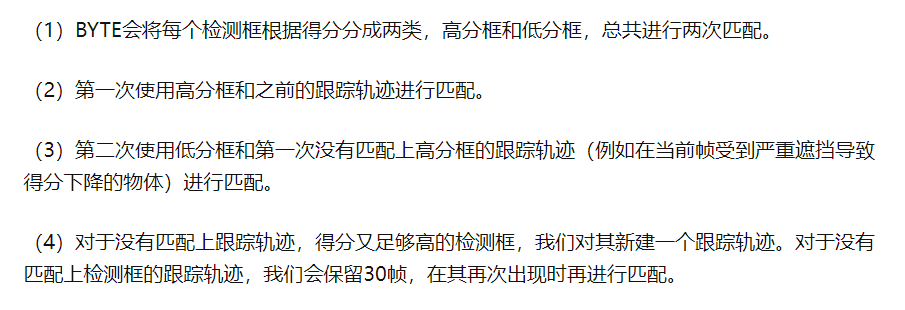 （1）BYTE会将每个检测框根据得分分成两类，高分框和低分框，总共进行两次匹配。
（2）第一次使用高分框和之前的跟踪轨迹进行匹配。
（3）第二次使用低分框和第一次没有匹配上高分框的跟踪轨迹（例如在当前帧受到严重遮挡导致
得分下降的物体）进行匹配。
（4）对于没有匹配上跟踪轨迹，得分又足够高的检测框，我们对其新建一个跟踪轨迹。对于没有
匹配上检测框的跟踪轨迹，我们会保留30帧，在其再次出现时再进行匹配。